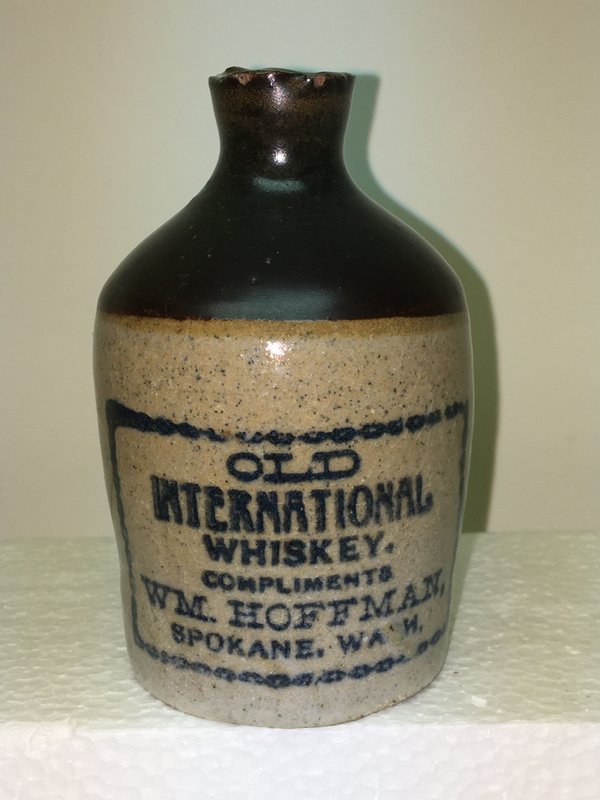 OLD
INTERNATIONAL
WHISKEY.
COMPLIMENTS
WM. HOFFMAN,
SPOKANE, WASH.